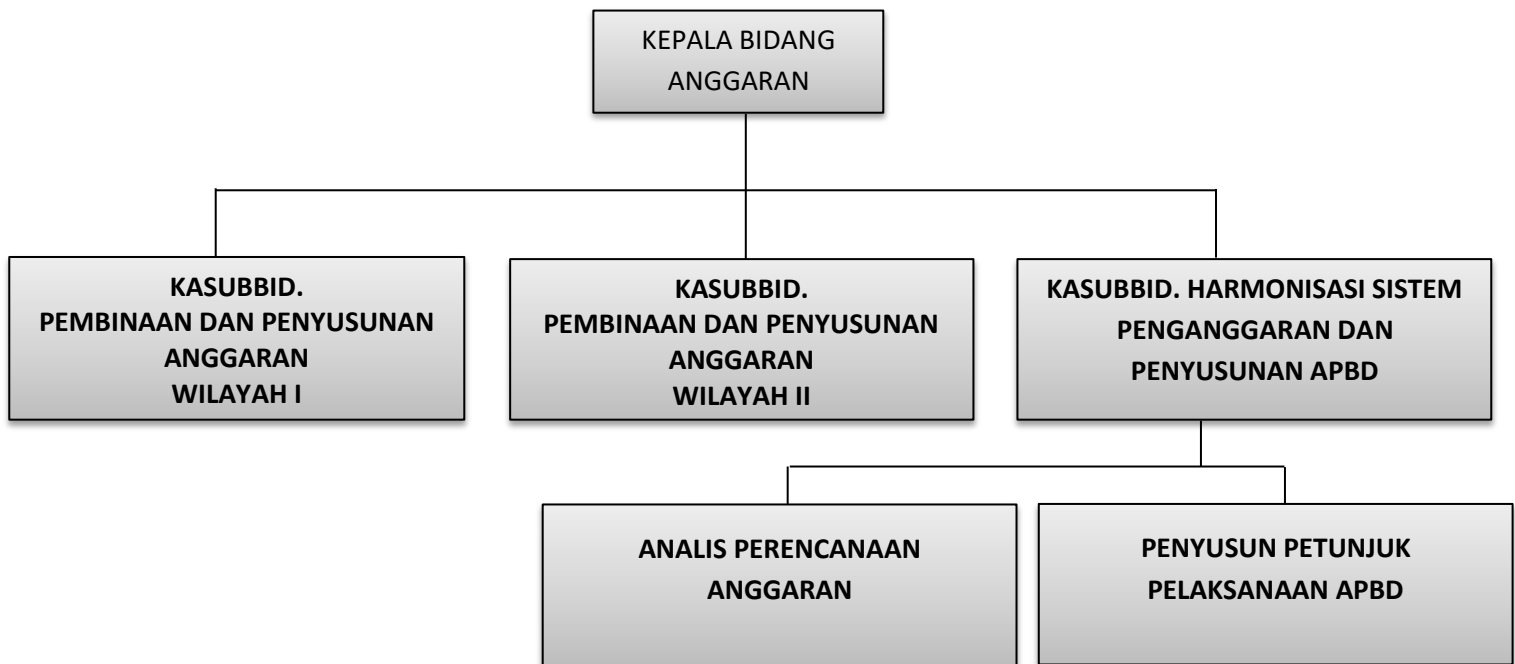 KEPALA BIDANG
ANGGARAN
KASUBBID.
PEMBINAAN DAN PENYUSUNAN
ANGGARAN
WILAYAH I
KASUBBID.
PEMBINAAN DAN PENYUSUNAN
ANGGARAN
WILAYAH II
KASUBBID. HARMONISASI SISTEM
PENGANGGARAN DAN
PENYUSUNAN APBD
ANALIS PERENCANAAN
ANGGARAN
PENYUSUN PETUNJUK
PELAKSANAAN APBD